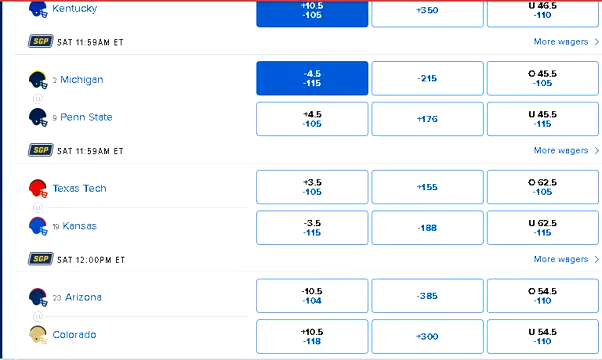 Kentucky +10.5 -105 +350 U 46.5 -110
SGP SAT 11:59AM ET More wagers >
2 Michigan -4.5 -115 -215 O 45.5 -105
@
9 Penn State +4.5 -105 +176 U 45.5 -115
SGP SAT 11:59AM ET More wagers >
Texas Tech +3.5 -105 +155 O 62.5 -105
@
19 Kansas -3.5 -115 -188 U 62.5 -115
SGP SAT 12:00PM ET More wagers >
23 Arizona -10.5 -104 -385 O 54.5 -110
@
Colorado +10.5 -118 +300 U 54.5 -110